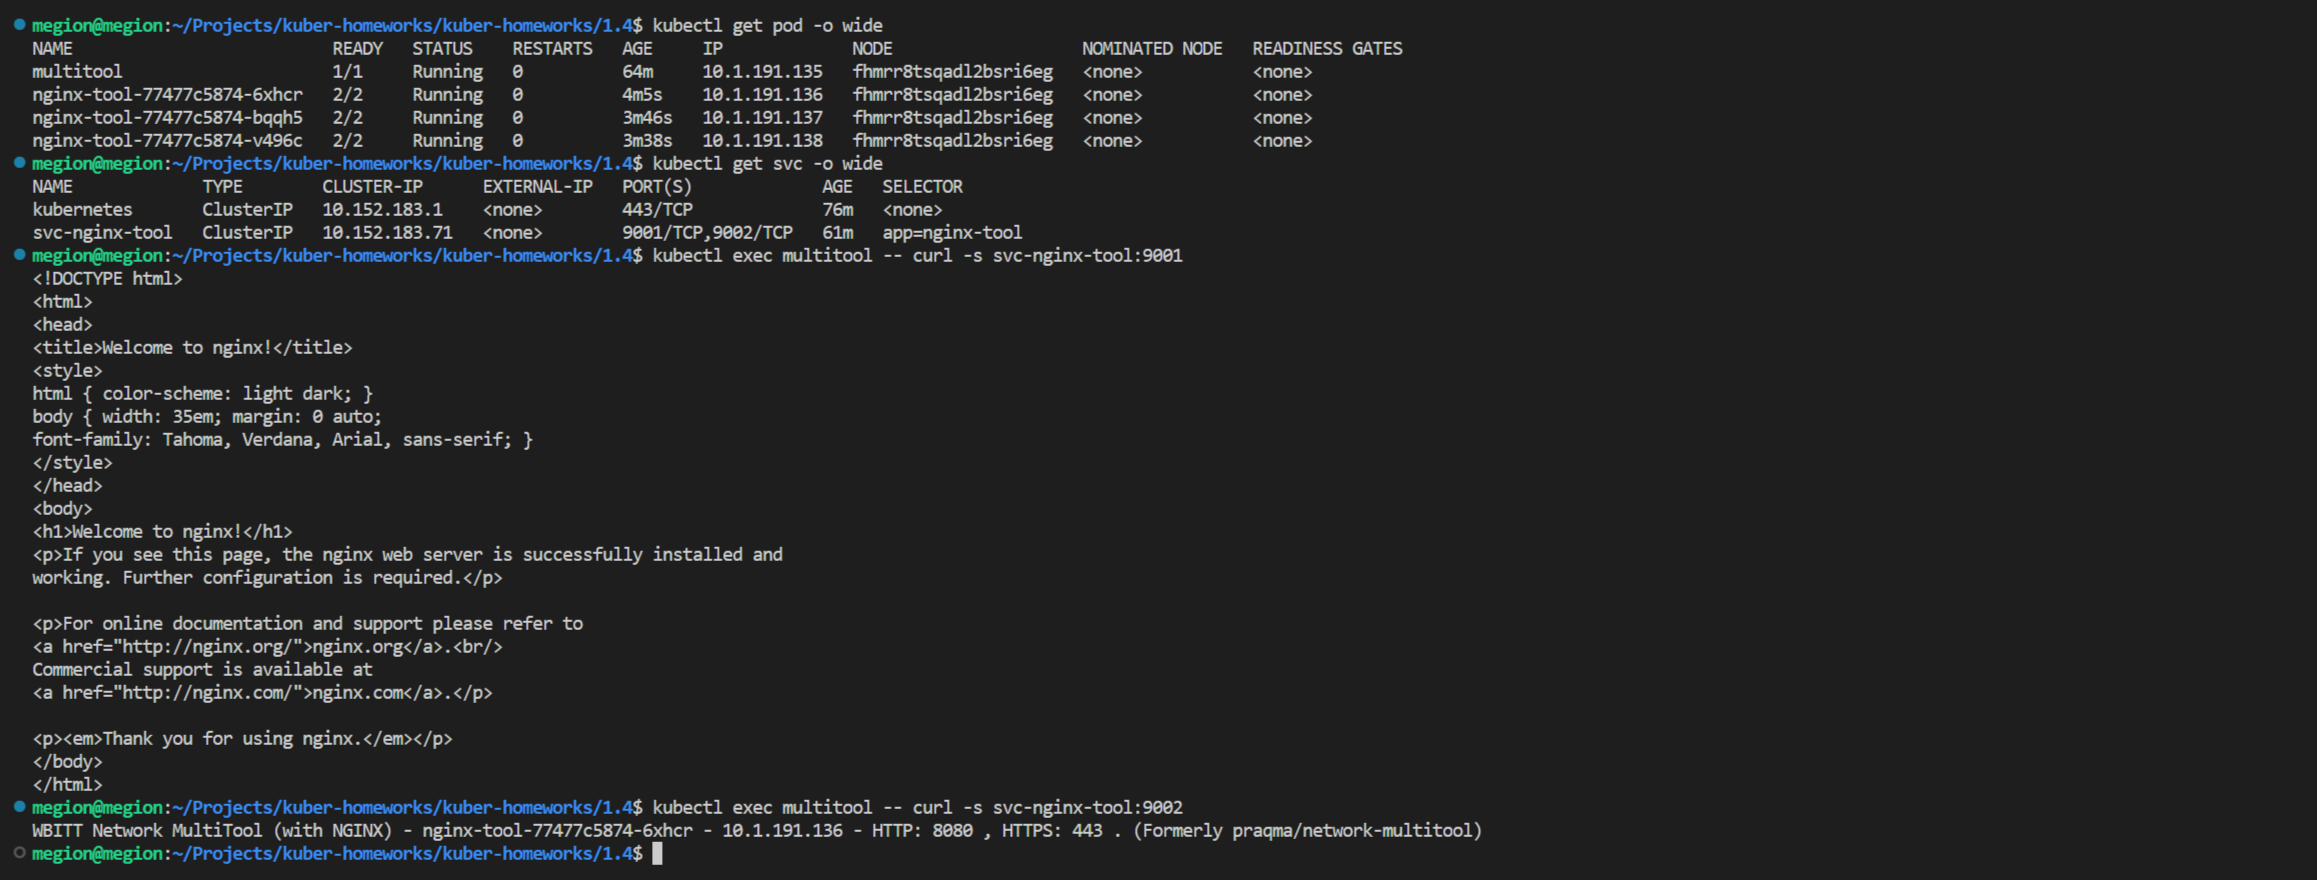 megion@megion:~/Projects/kuber-homeworks/kuber-homeworks/1.4$ kubectl get pod -o wide
NAME                          READY   STATUS    RESTARTS   AGE     IP             NODE                   NOMINATED NODE   READINESS GATES
multitool                     1/1     Running   0          64m     10.1.191.135   fhmrr8tsqadl2bsri6eg   <none>           <none>
nginx-tool-77477c5874-6xhcr   2/2     Running   0          4m5s    10.1.191.136   fhmrr8tsqadl2bsri6eg   <none>           <none>
nginx-tool-77477c5874-bqqh5   2/2     Running   0          3m46s   10.1.191.137   fhmrr8tsqadl2bsri6eg   <none>           <none>
nginx-tool-77477c5874-v496c   2/2     Running   0          3m38s   10.1.191.138   fhmrr8tsqadl2bsri6eg   <none>           <none>
megion@megion:~/Projects/kuber-homeworks/kuber-homeworks/1.4$ kubectl get svc -o wide
NAME             TYPE        CLUSTER-IP      EXTERNAL-IP   PORT(S)             AGE   SELECTOR
kubernetes       ClusterIP   10.152.183.1    <none>        443/TCP             76m   <none>
svc-nginx-tool   ClusterIP   10.152.183.71   <none>        9001/TCP,9002/TCP   61m   app=nginx-tool
megion@megion:~/Projects/kuber-homeworks/kuber-homeworks/1.4$ kubectl exec multitool -- curl -s svc-nginx-tool:9001
<!DOCTYPE html>
<html>
<head>
<title>Welcome to nginx!</title>
<style>
html { color-scheme: light dark; }
body { width: 35em; margin: 0 auto;
font-family: Tahoma, Verdana, Arial, sans-serif; }
</style>
</head>
<body>
<h1>Welcome to nginx!</h1>
<p>If you see this page, the nginx web server is successfully installed and
working. Further configuration is required.</p>

<p>For online documentation and support please refer to
<a href="http://nginx.org/">nginx.org</a>.<br/>
Commercial support is available at
<a href="http://nginx.com/">nginx.com</a>.</p>

<p><em>Thank you for using nginx.</em></p>
</body>
</html>
megion@megion:~/Projects/kuber-homeworks/kuber-homeworks/1.4$ kubectl exec multitool -- curl -s svc-nginx-tool:9002
WBITT Network MultiTool (with NGINX) - nginx-tool-77477c5874-6xhcr - 10.1.191.136 - HTTP: 8080 , HTTPS: 443 . (Formerly praqma/network-multitool)
megion@megion:~/Projects/kuber-homeworks/kuber-homeworks/1.4$